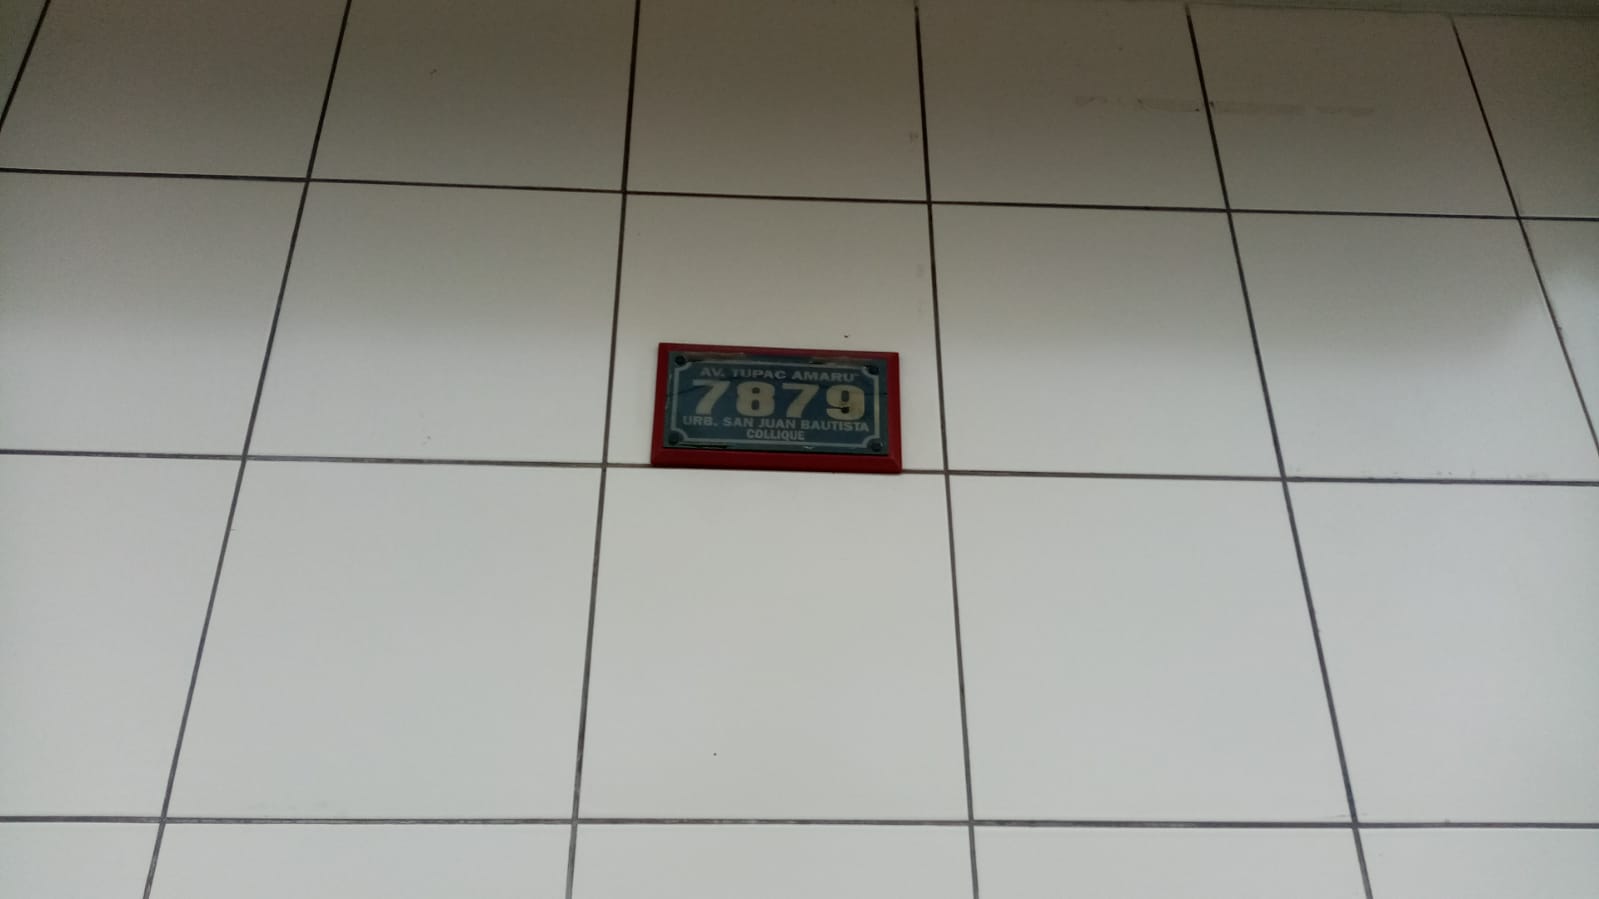 AV. TUPAC AMARU
7879
URB. SAN JUAN BAUTISTA
COLLIQUE